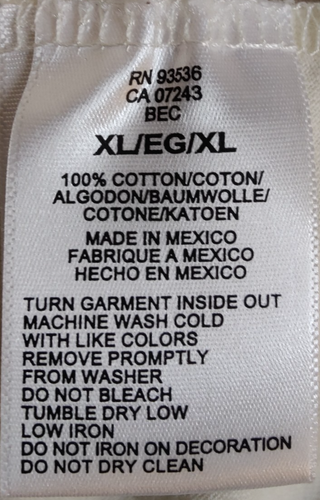 RN 93536
CA 07243
BEC
XL/EG/XL
100% COTTON/COTON/
ALGODON/BAUMWOLLE/
COTONE/KATOEN
MADE IN MEXICO
FABRIQUE A MEXICO
HECHO EN MEXICO
TURN GARMENT INSIDE OUT
MACHINE WASH COLD
WITH LIKE COLORS
REMOVE PROMPTLY
FROM WASHER
DO NOT BLEACH
TUMBLE DRY LOW
LOW IRON
DO NOT IRON ON DECORATION
DO NOT DRY CLEAN